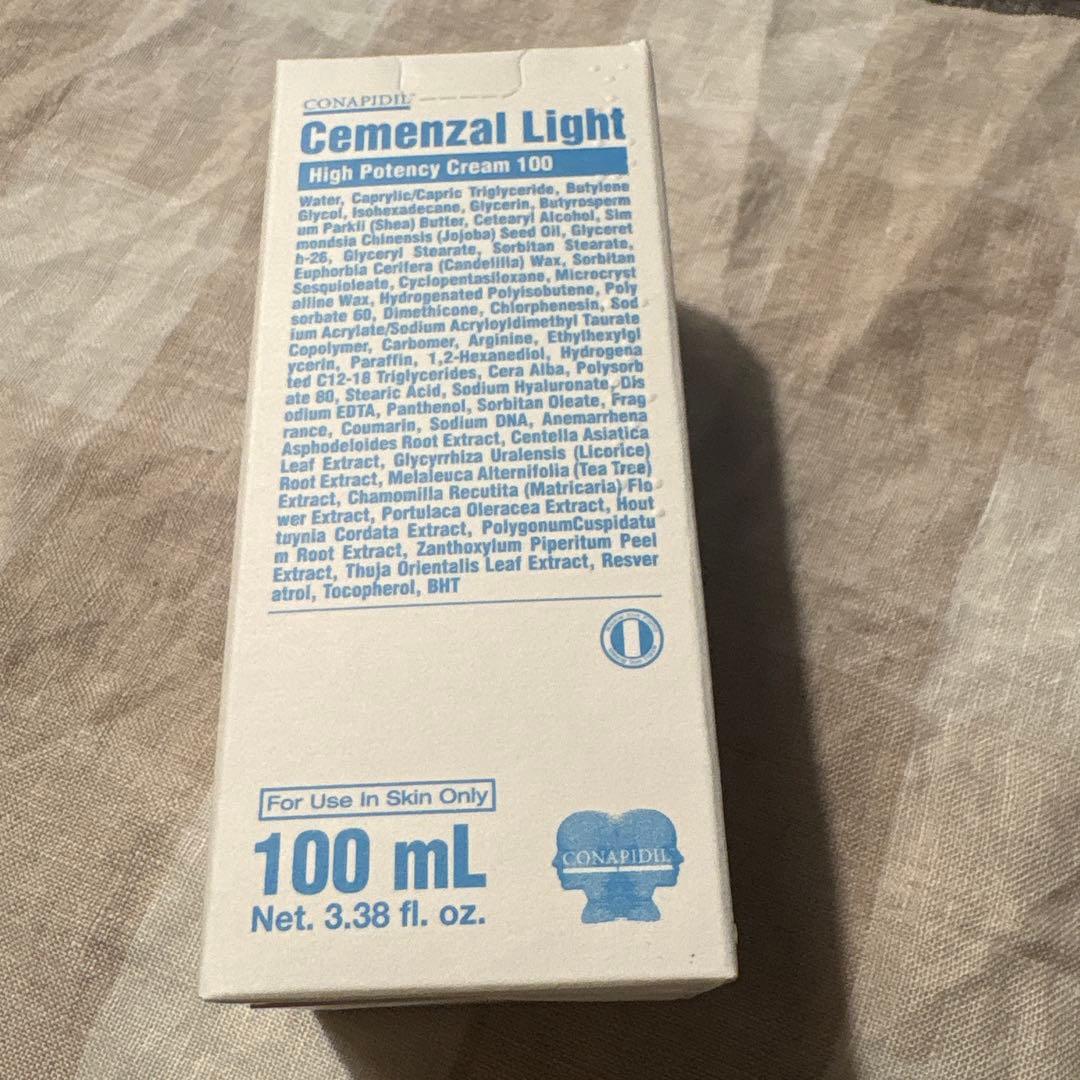 CONAPIDIL™
Cemenzal Light
High Potency Cream 100
Water, Caprylic/Capric Triglyceride, Butylene
Glycol, Isohexadecane, Glycerin, Butyrosperm
um Parkii (Shea) Butter, Cetearyl Alcohol, Sim
mondsia Chinensis (Jojoba) Seed Oil, Glyceret
h-26, Glyceryl Stearate, Sorbitan Stearate,
Euphorbia Cerifera (Candelilla) Wax, Sorbitan
Sesquioleate, Cyclopentasiloxane, Microcryst
alline Wax, Hydrogenated Polyisobutene, Poly
sorbate 60, Dimethicone, Chlorphenesin, Sod
ium Acrylate/Sodium Acryloyldimethyl Taurate
Copolymer, Carbomer, Arginine, Ethylhexylgl
ycerin, Paraffin, 1,2-Hexanediol, Hydrogena
ted C12-18 Triglycerides, Cera Alba, Polysorb
ate 80, Stearic Acid, Sodium Hyaluronate, Dis
odium EDTA, Panthenol, Sorbitan Oleate, Frag
rance, Coumarin, Sodium DNA, Anemarrhena
Asphodeloides Root Extract, Centella Asiatica
Leaf Extract, Glycyrrhiza Uralensis (Licorice)
Root Extract, Melaleuca Alternifolia (Tea Tree)
Extract, Chamomilla Recutita (Matricaria) Flo
wer Extract, Portulaca Oleracea Extract, Hout
tuynia Cordata Extract, PolygonumCuspidatu
m Root Extract, Zanthoxylum Piperitum Peel
Extract, Thuja Orientalis Leaf Extract, Resver
atrol, Tocopherol, BHT
For Use In Skin Only
100 mL
Net. 3.38 fl. oz.
CONAPIDIL